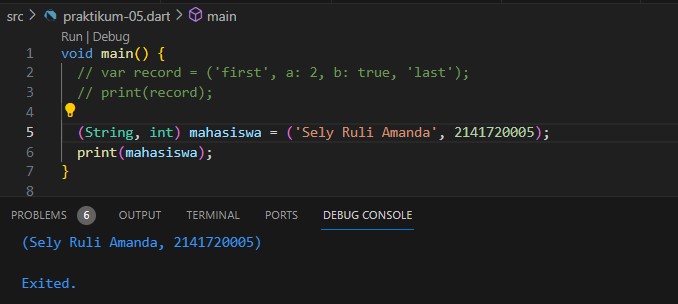 src > praktikum-05.dart > main
Run | Debug
1 void main() {
2 // var record = ('first', a: 2, b: true, 'last');
3 // print(record);
4
5 (String, int) mahasiswa = ('Sely Ruli Amanda', 2141720005);
6 print(mahasiswa);
7 }
8
PROBLEMS 6 OUTPUT TERMINAL PORTS DEBUG CONSOLE
(Sely Ruli Amanda, 2141720005)
Exited.